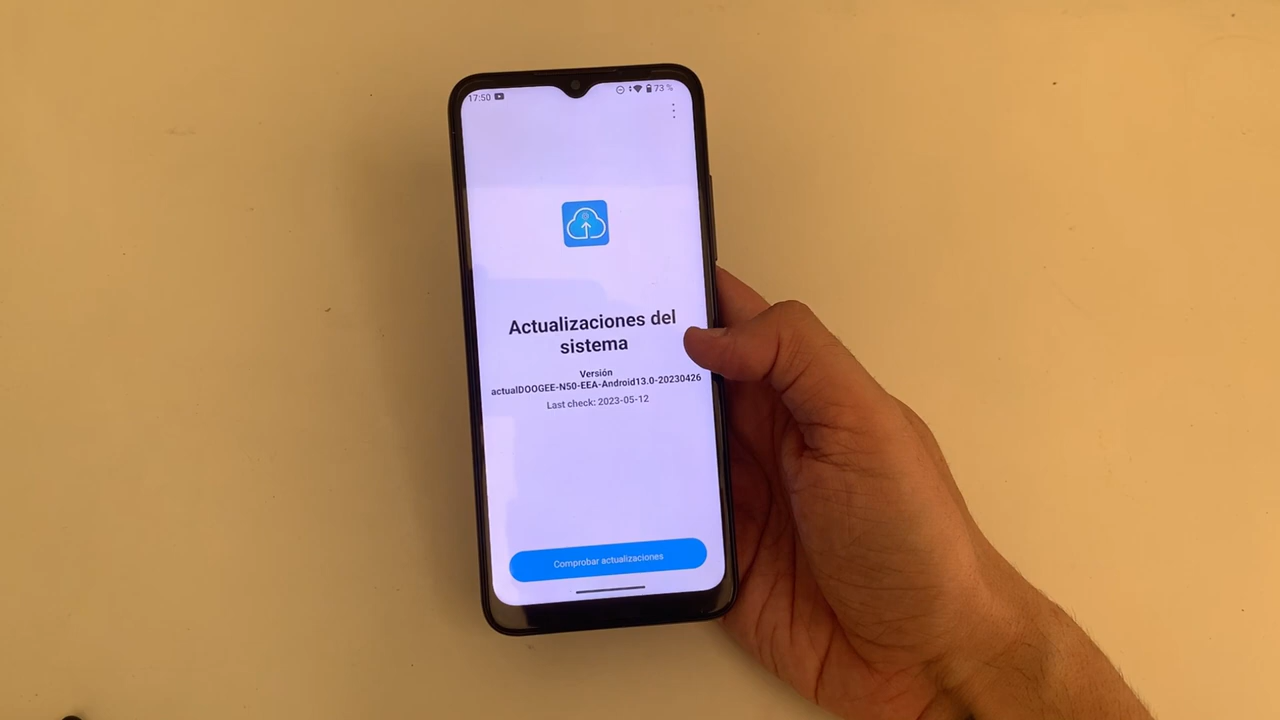 17:50
73 %
Actualizaciones del
sistema
Versión
actualDOOGEE-N50-EEA-Android13.0-20230426
Last check: 2023-05-12
Comprobar actualizaciones